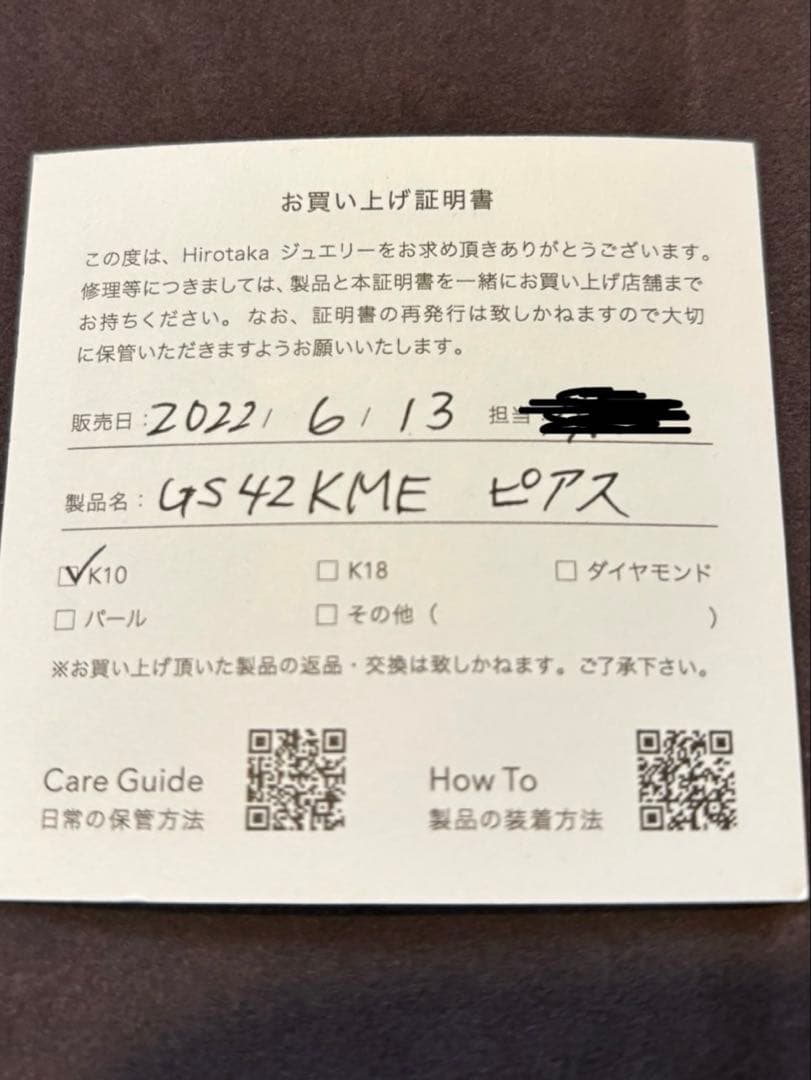 お買い上げ証明書
この度は、Hirotaka ジュエリーをお求め頂きありがとうございます。
修理等につきましては、製品と本証明書を一緒にお買い上げ店舗まで
お持ちください。なお、証明書の再発行は致しかねますので大切
に保管いただきますようお願いいたします。
販売日：2022/ 6/ 13 担当
製品名：GS42KME ピアス
☑K10 □ K18 □ ダイヤモンド
□ パール □ その他（ ）
※お買い上げ頂いた製品の返品・交換は致しかねます。ご了承下さい。
Care Guide
日常の保管方法
How To
製品の装着方法